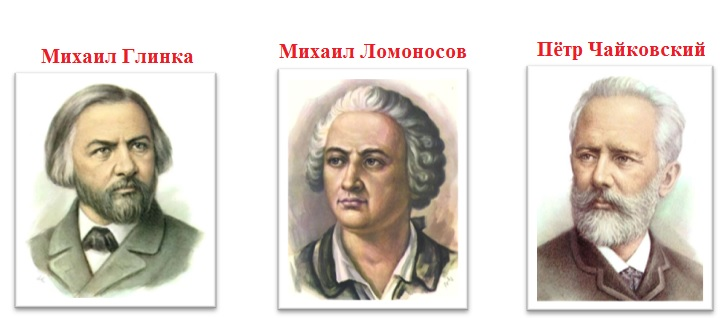 Михаил Глинка
Михаил Ломоносов
Пётр Чайковский